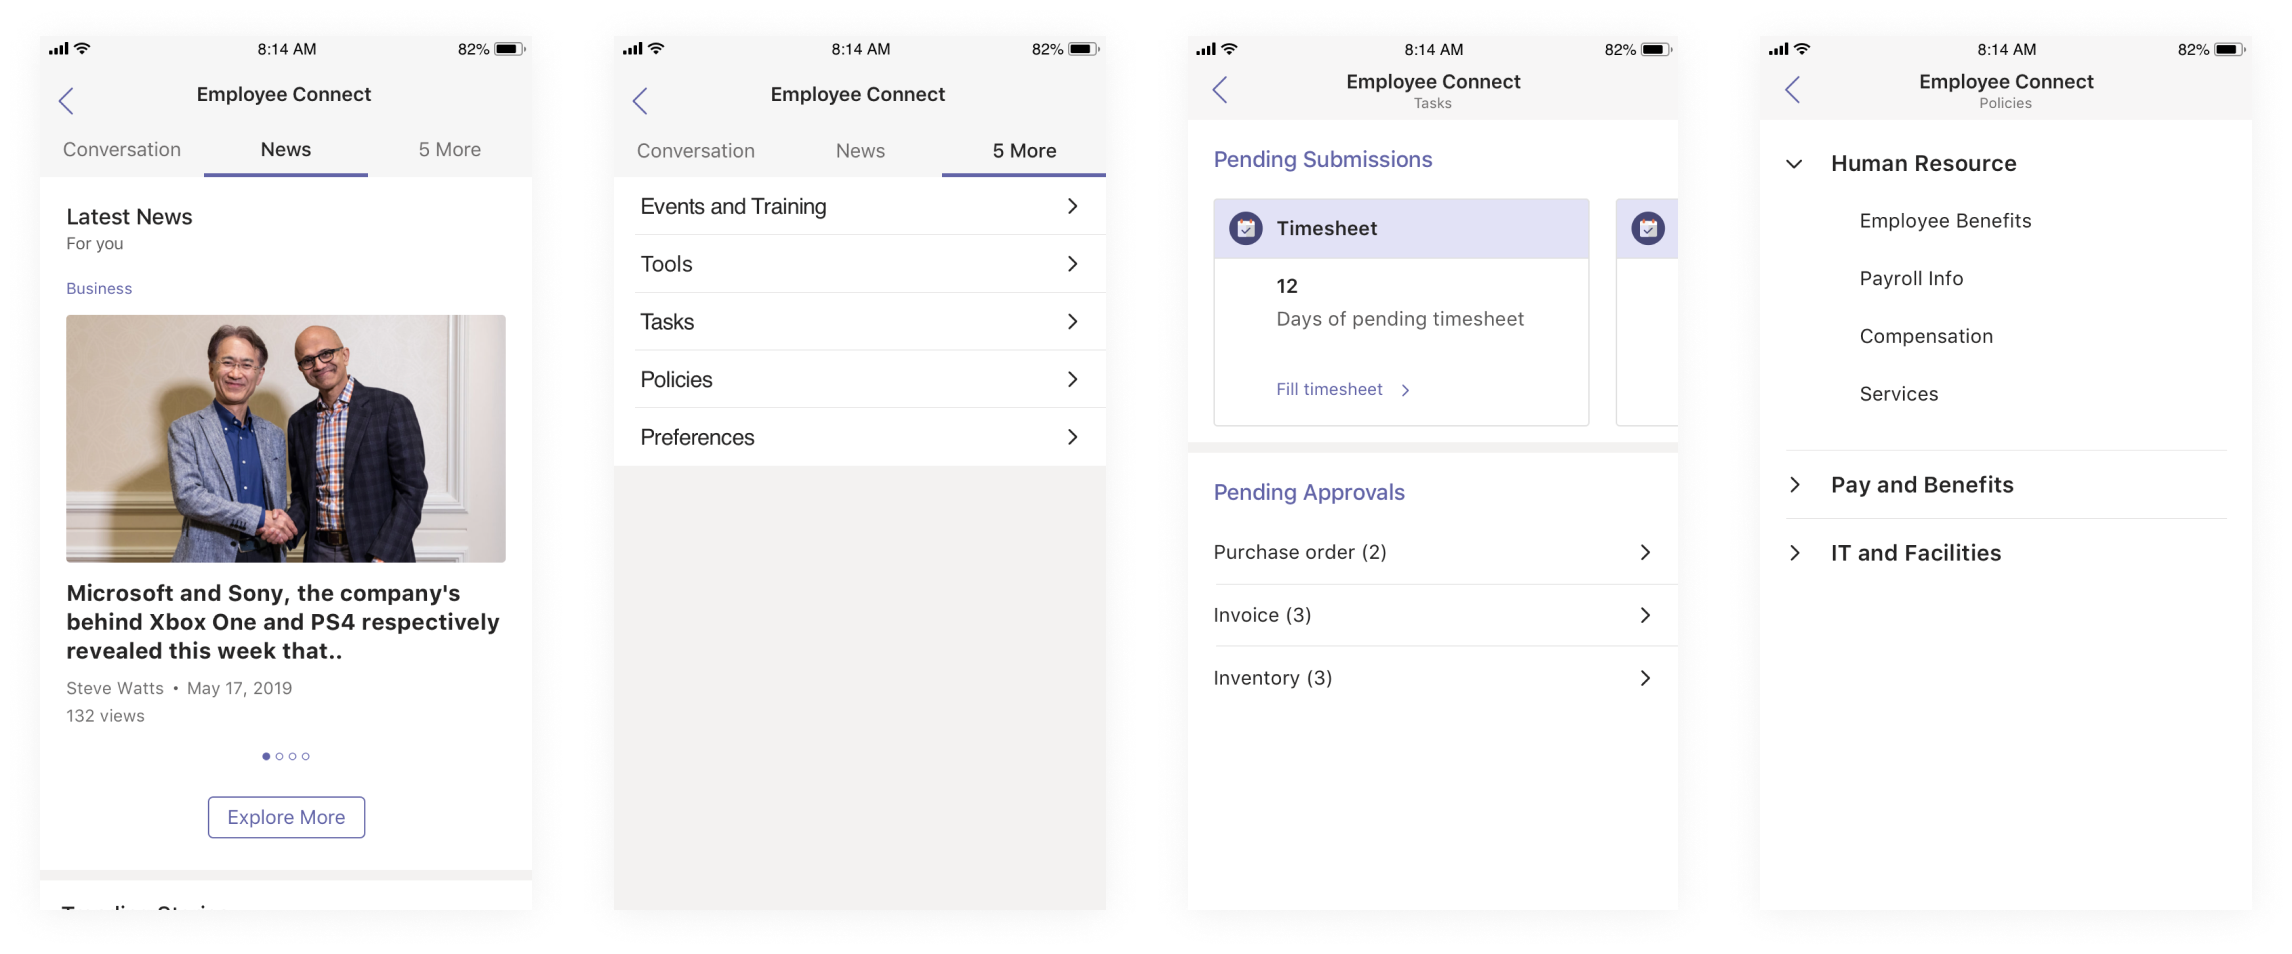 8:14 AM
82%
Employee Connect
Conversation
News
5 More
Latest News
For you
Business
Microsoft and Sony, the company's
behind Xbox One and PS4 respectively
revealed this week that..
Steve Watts • May 17, 2019
132 views
Explore More
8:14 AM
82%
Employee Connect
Conversation
News
5 More
Events and Training
Tools
Tasks
Policies
Preferences
8:14 AM
82%
Employee Connect
Tasks
Pending Submissions
Timesheet
12
Days of pending timesheet
Fill timesheet
Pending Approvals
Purchase order (2)
Invoice (3)
Inventory (3)
8:14 AM
82%
Employee Connect
Policies
Human Resource
Employee Benefits
Payroll Info
Compensation
Services
Pay and Benefits
IT and Facilities